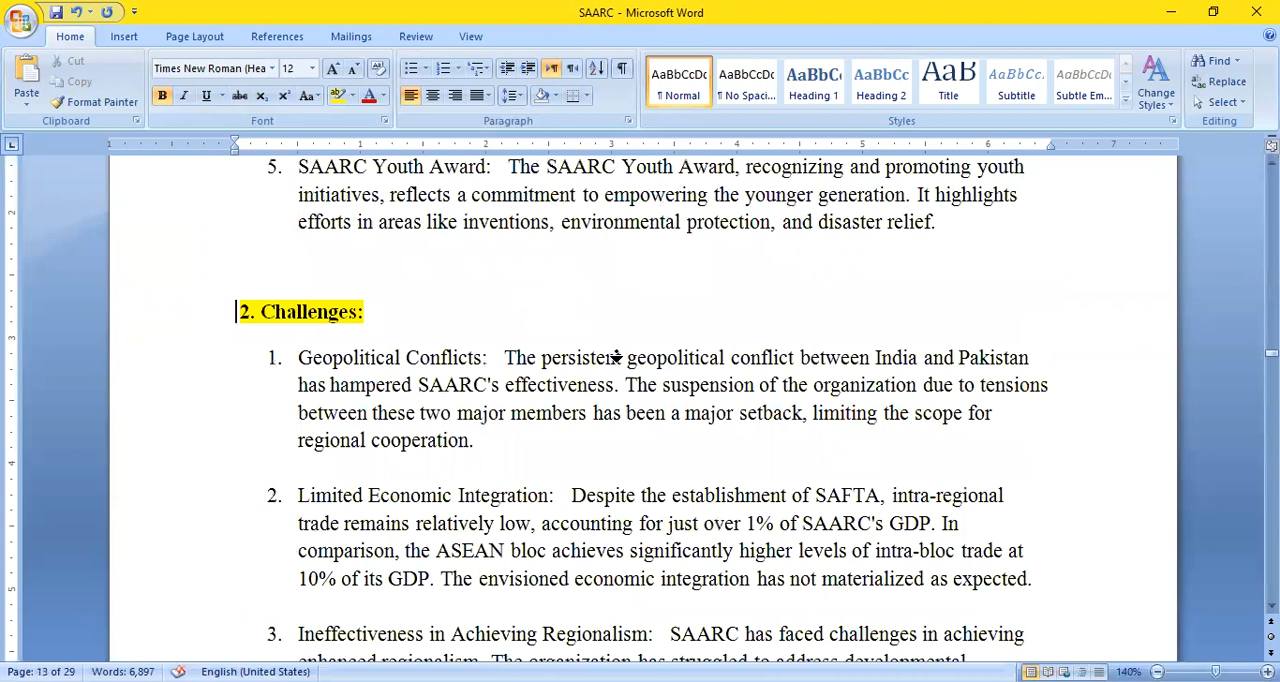 SAARC - Microsoft Word
Home Insert Page Layout References Mailings Review View
Cut
Copy
Format Painter
Paste
Clipboard
Times New Roman (Hea 12
Font
Paragraph
AaBbCcDc AaBbCcDc AaBbC AaBbCc AaB AaBbCc AaBbCcDc
¶ Normal ¶ No Spaci... Heading 1 Heading 2 Title Subtitle Subtle Em...
Change
Styles
Styles
Find
Replace
Select
Editing
5. SAARC Youth Award: The SAARC Youth Award, recognizing and promoting youth
initiatives, reflects a commitment to empowering the younger generation. It highlights
efforts in areas like inventions, environmental protection, and disaster relief.
2. Challenges:
1. Geopolitical Conflicts: The persistent geopolitical conflict between India and Pakistan
has hampered SAARC's effectiveness. The suspension of the organization due to tensions
between these two major members has been a major setback, limiting the scope for
regional cooperation.
2. Limited Economic Integration: Despite the establishment of SAFTA, intra-regional
trade remains relatively low, accounting for just over 1% of SAARC's GDP. In
comparison, the ASEAN bloc achieves significantly higher levels of intra-bloc trade at
10% of its GDP. The envisioned economic integration has not materialized as expected.
3. Ineffectiveness in Achieving Regionalism: SAARC has faced challenges in achieving
enhanced regionalism. The organization has struggled to address developmental
Page: 13 of 29 Words: 6,897 English (United States) 140%